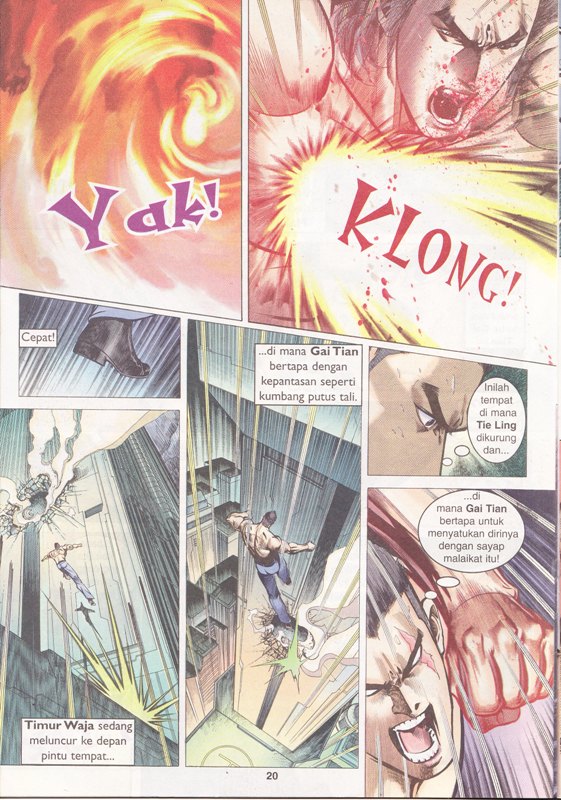 Yak!
KLONG!
Cepat!
Timur Waja sedang
meluncur ke depan
pintu tempat...
...di mana Gai Tian
bertapa dengan
kepantasan seperti
kumbang putus tali.
Inilah
tempat
di mana
Tie Ling
dikurung
dan...
...di
mana Gai Tian
bertapa untuk
menyatukan dirinya
dengan sayap
malaikat itu!
20